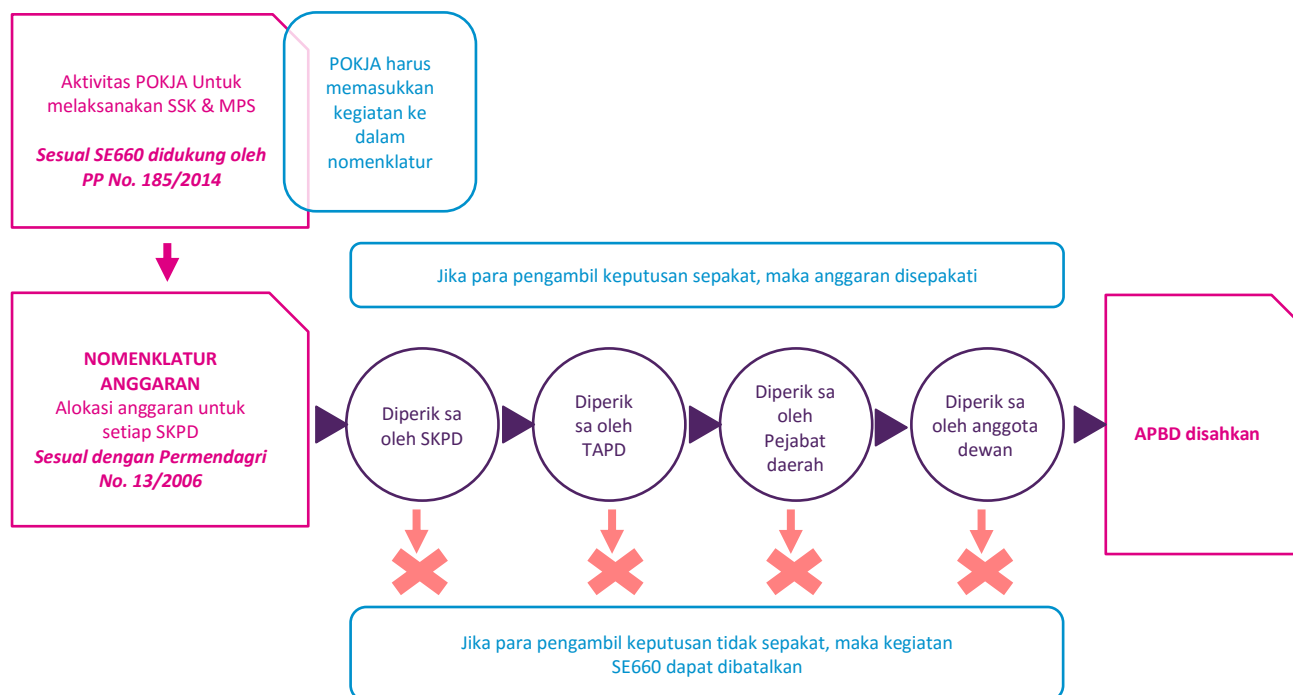 Aktivitas POKJA Untuk
melaksanakan SSK & MPS
Sesual SE660 didukung oleh
PP No. 185/2014
POKJA harus
memasukkan
kegiatan ke
dalam
nomenklatur
Jika para pengambil keputusan sepakat, maka anggaran disepakati
NOMENKLATUR
ANGGARAN
Alokasi anggaran untuk
setiap SKPD
Sesual dengan Permendagri
No. 13/2006
Diperik sa
oleh SKPD
Diperik
sa oleh
TAPD
Diperik sa
oleh
Pejabat
daerah
Diperik sa
oleh anggota
dewan
APBD disahkan
Jika para pengambil keputusan tidak sepakat, maka kegiatan
SE660 dapat dibatalkan